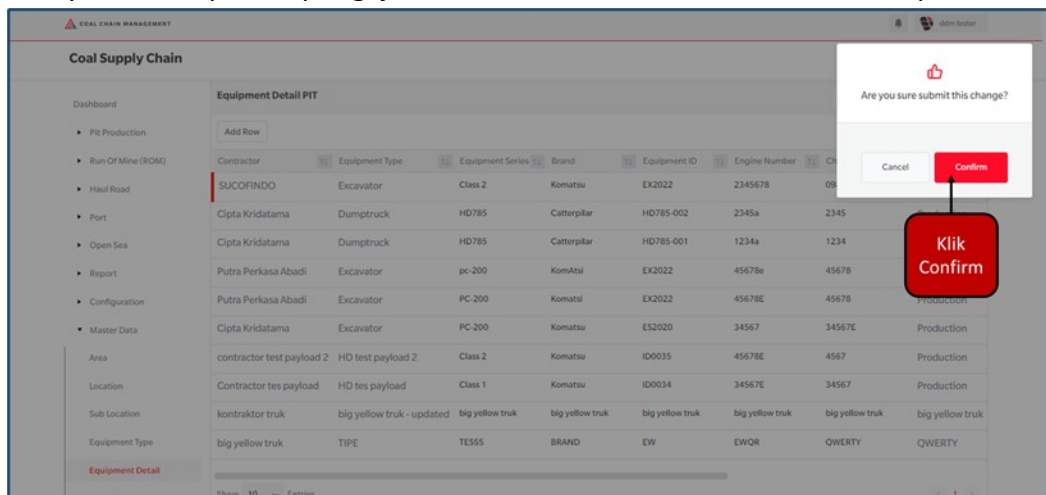 COAL CHAIN MANAGEMENT
ddm tester
Coal Supply Chain
Are you sure submit this change?
Cancel Confirm
Klik
Confirm
Dashboard
Pit Production
Run Of Mine (ROM)
Haul Road
Port
Open Sea
Report
Configuration
Master Data
Area
Location
Sub Location
Equipment Type
Equipment Detail
Equipment Detail PIT
Add Row
Contractor Equipment Type Equipment Series Brand Equipment ID Engine Number
SUCOFINDO Excavator Class 2 Komatsu EX2022 2345678
Cipta Kridatama Dumptruck HD785 Catterpilar HD785-002 2345a 2345
Cipta Kridatama Dumptruck HD785 Catterpilar HD785-001 1234a 1234
Putra Perkasa Abadi Excavator pc-200 KomAtsi EX2022 45678e 45678
Putra Perkasa Abadi Excavator PC-200 Komatsi EX2022 45678E 45678 Production
Cipta Kridatama Excavator PC-200 Komatsu ES2020 34567 34567E Production
contractor test payload 2 HD test payload 2 Class 2 Komatsu ID0035 45678E 4567 Production
Contractor tes payload HD tes payload Class 1 Komatsu ID0034 34567E 34567 Production
kontraktor truk big yellow truk - updated big yellow truk big yellow truk big yellow truk big yellow truk big yellow truk big yellow truk
big yellow truk TIPE TESSS BRAND EW EWQR QWERTY QWERTY
Show 10 Entries 1